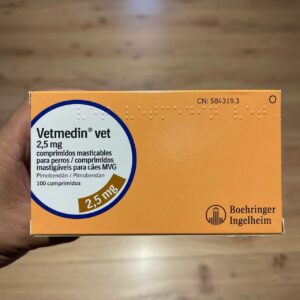 CN: 584319.3
Vetmedin® vet
2,5 mg
comprimidos masticables
para perros / comprimidos
mastigáveis para cães MVG
Pimobendán / Pimobendan
100 comprimidos
2,5 mg
Boehringer
Ingelheim